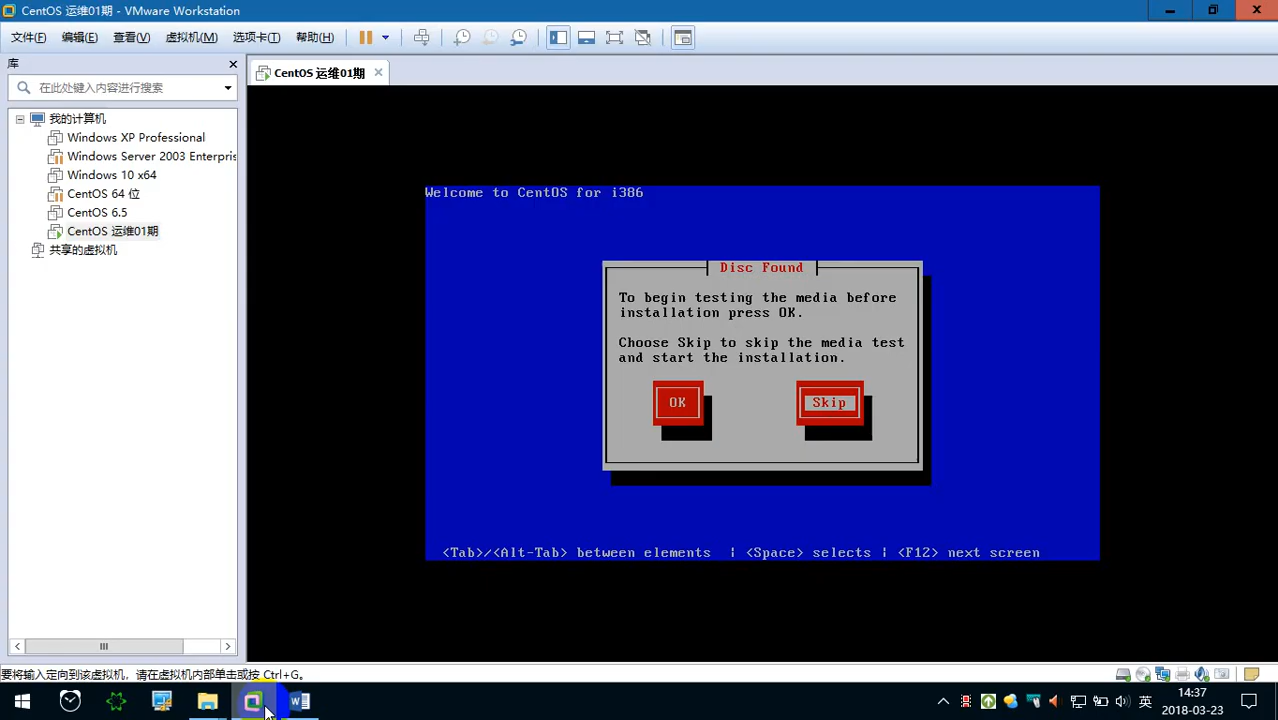 CentOS 运维01期 - VMware Workstation
文件(F) 编辑(E) 查看(V) 虚拟机(M) 选项卡(T) 帮助(H)
库
在此处键入内容进行搜索
CentOS 运维01期
我的计算机
Windows XP Professional
Windows Server 2003 Enterpris
Windows 10 x64
CentOS 64 位
CentOS 6.5
CentOS 运维01期
共享的虚拟机
Welcome to CentOS for i386
Disc Found
To begin testing the media before
installation press OK.
Choose Skip to skip the media test
and start the installation.
OK Skip
<Tab>/<Alt-Tab> between elements | <Space> selects | <F12> next screen
要将输入定向到该虚拟机，请在虚拟机内部单击或按 Ctrl+G。
英
14:37
2018-03-23